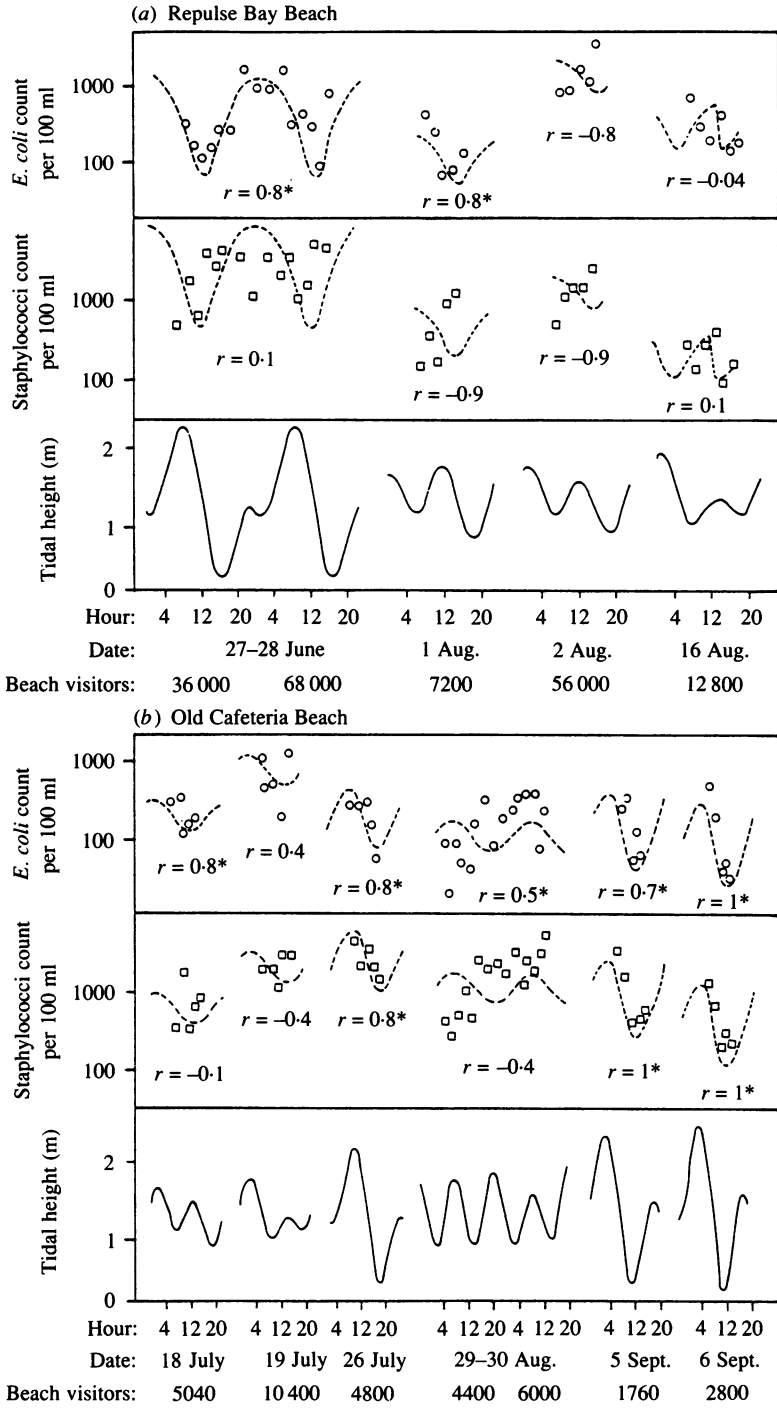 (a) Repulse Bay Beach
E. coli count
per 100 ml
1000
100
r = 0·8*
r = 0·8*
r = –0·8
r = –0·04
Staphylococci count
per 100 ml
1000
100
r = 0·1
r = –0·9
r = –0·9
r = 0·1
Tidal height (m)
2
1
0
Hour: 4 12 20 4 12 20 4 12 20 4 12 20 4 12 20
Date: 27–28 June 1 Aug. 2 Aug. 16 Aug.
Beach visitors: 36 000 68 000 7200 56 000 12 800
(b) Old Cafeteria Beach
E. coli count
per 100 ml
1000
100
r = 0·8*
r = 0·4
r = 0·8*
r = 0·5*
r = 0·7*
r = 1*
Staphylococci count
per 100 ml
1000
100
r = –0·1
r = –0·4
r = 0·8*
r = –0·4
r = 1*
r = 1*
Tidal height (m)
2
1
0
Hour: 4 12 20 4 12 20 4 12 20 4 12 20 4 12 4 12 20 4 12 20
Date: 18 July 19 July 26 July 29–30 Aug. 5 Sept. 6 Sept.
Beach visitors: 5040 10 400 4800 4400 6000 1760 2800